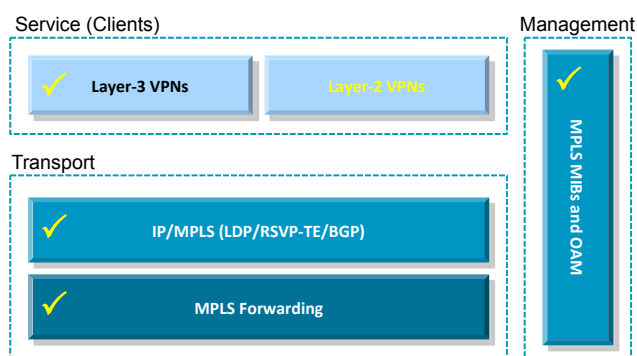 Service (Clients)
Management
Layer-3 VPNs
Layer-2 VPNs
MPLS MIBs and OAM
Transport
IP/MPLS (LDP/RSVP-TE/BGP)
MPLS Forwarding